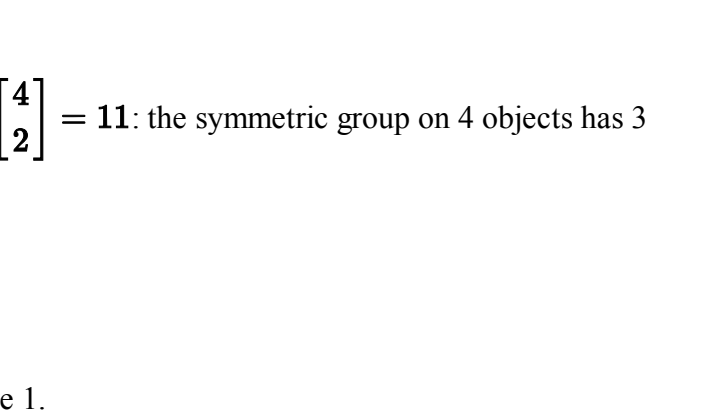 [4 2] = 11: the symmetric group on 4 objects has 3
e 1.